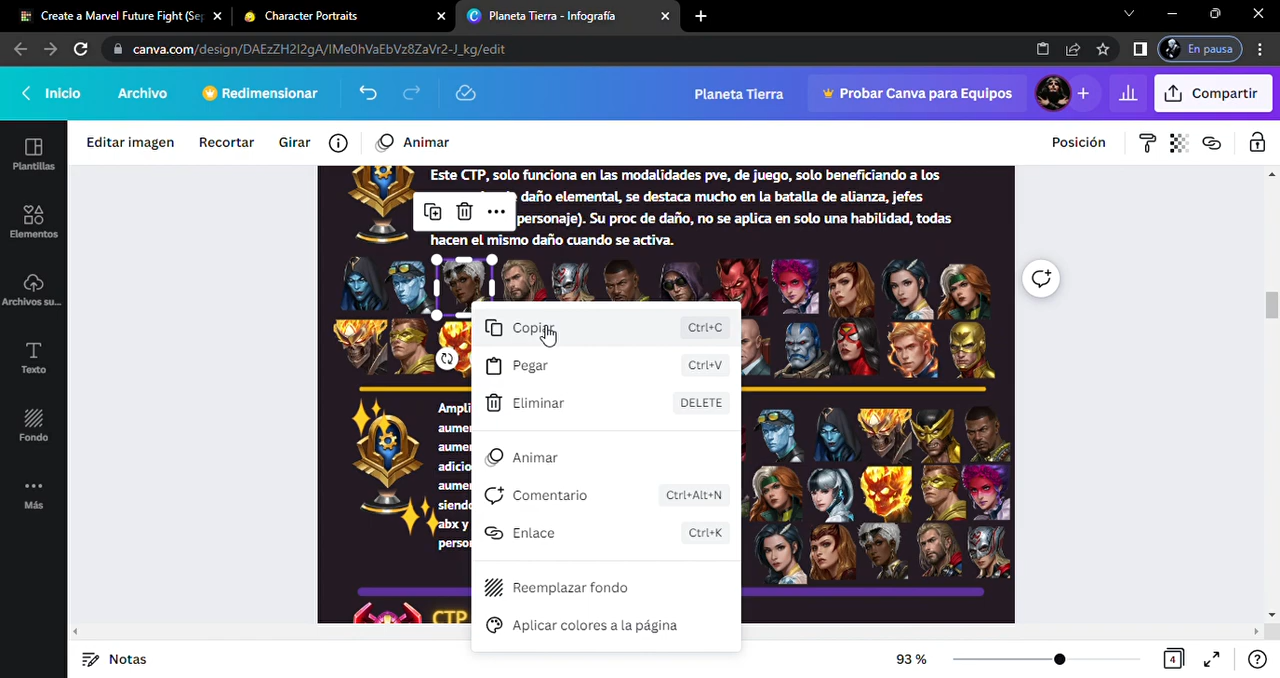 Create a Marvel Future Fight (Se
Character Portraits
Planeta Tierra - Infografía
canva.com/design/DAEzZH2I2gA/IMe0hVaEbVz8ZaVr2-J_kg/edit
En pausa
Inicio
Archivo
Redimensionar
Planeta Tierra
Probar Canva para Equipos
Compartir
Editar imagen
Recortar
Girar
Animar
Posición
Plantillas
Elementos
Archivos su...
Texto
Fondo
Más
Este CTP, solo funciona en las modalidades pve, de juego, solo beneficiando a los
daño elemental, se destaca mucho en la batalla de alianza, jefes
personaje). Su proc de daño, no se aplica en solo una habilidad, todas
hacen el mismo daño cuando se activa.
Copiar Ctrl+C
Pegar Ctrl+V
Eliminar DELETE
Animar
Comentario Ctrl+Alt+N
Enlace Ctrl+K
Reemplazar fondo
Aplicar colores a la página
Ampli
aume
aume
adicio
aume
siendo
abx y
person
CTP
Notas
93 %
4